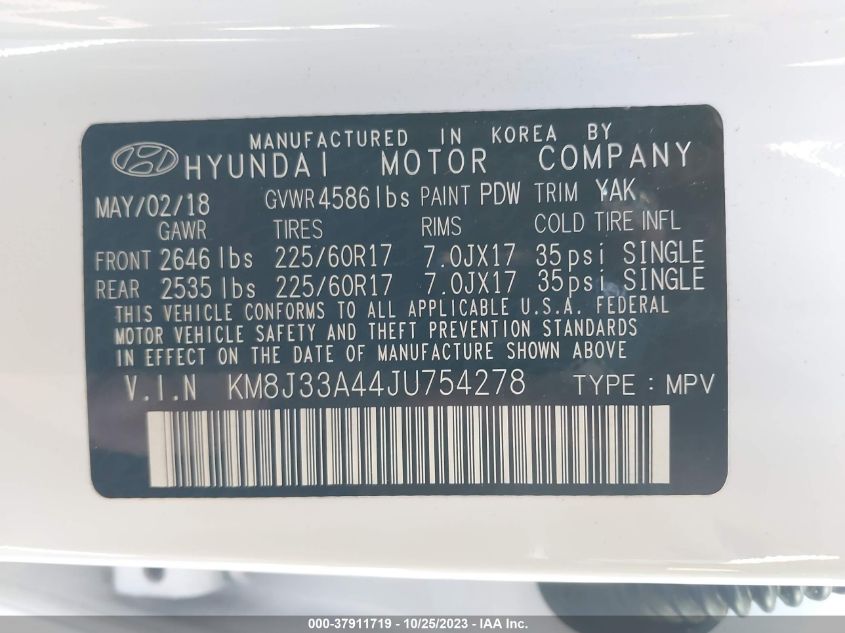 MANUFACTURED IN KOREA BY
HYUNDAI MOTOR COMPANY
MAY/02/18 GVWR 4586lbs PAINT PDW TRIM YAK
GAWR TIRES RIMS COLD TIRE INFL
FRONT 2646 lbs 225/60R17 7.0JX17 35psi SINGLE
REAR 2535 lbs 225/60R17 7.0JX17 35psi SINGLE
THIS VEHICLE CONFORMS TO ALL APPLICABLE U.S.A. FEDERAL
MOTOR VEHICLE SAFETY AND THEFT PREVENTION STANDARDS
IN EFFECT ON THE DATE OF MANUFACTURE SHOWN ABOVE
V.I.N KM8J33A44JU754278 TYPE : MPV
000-37911719 - 10/25/2023 - IAA Inc.